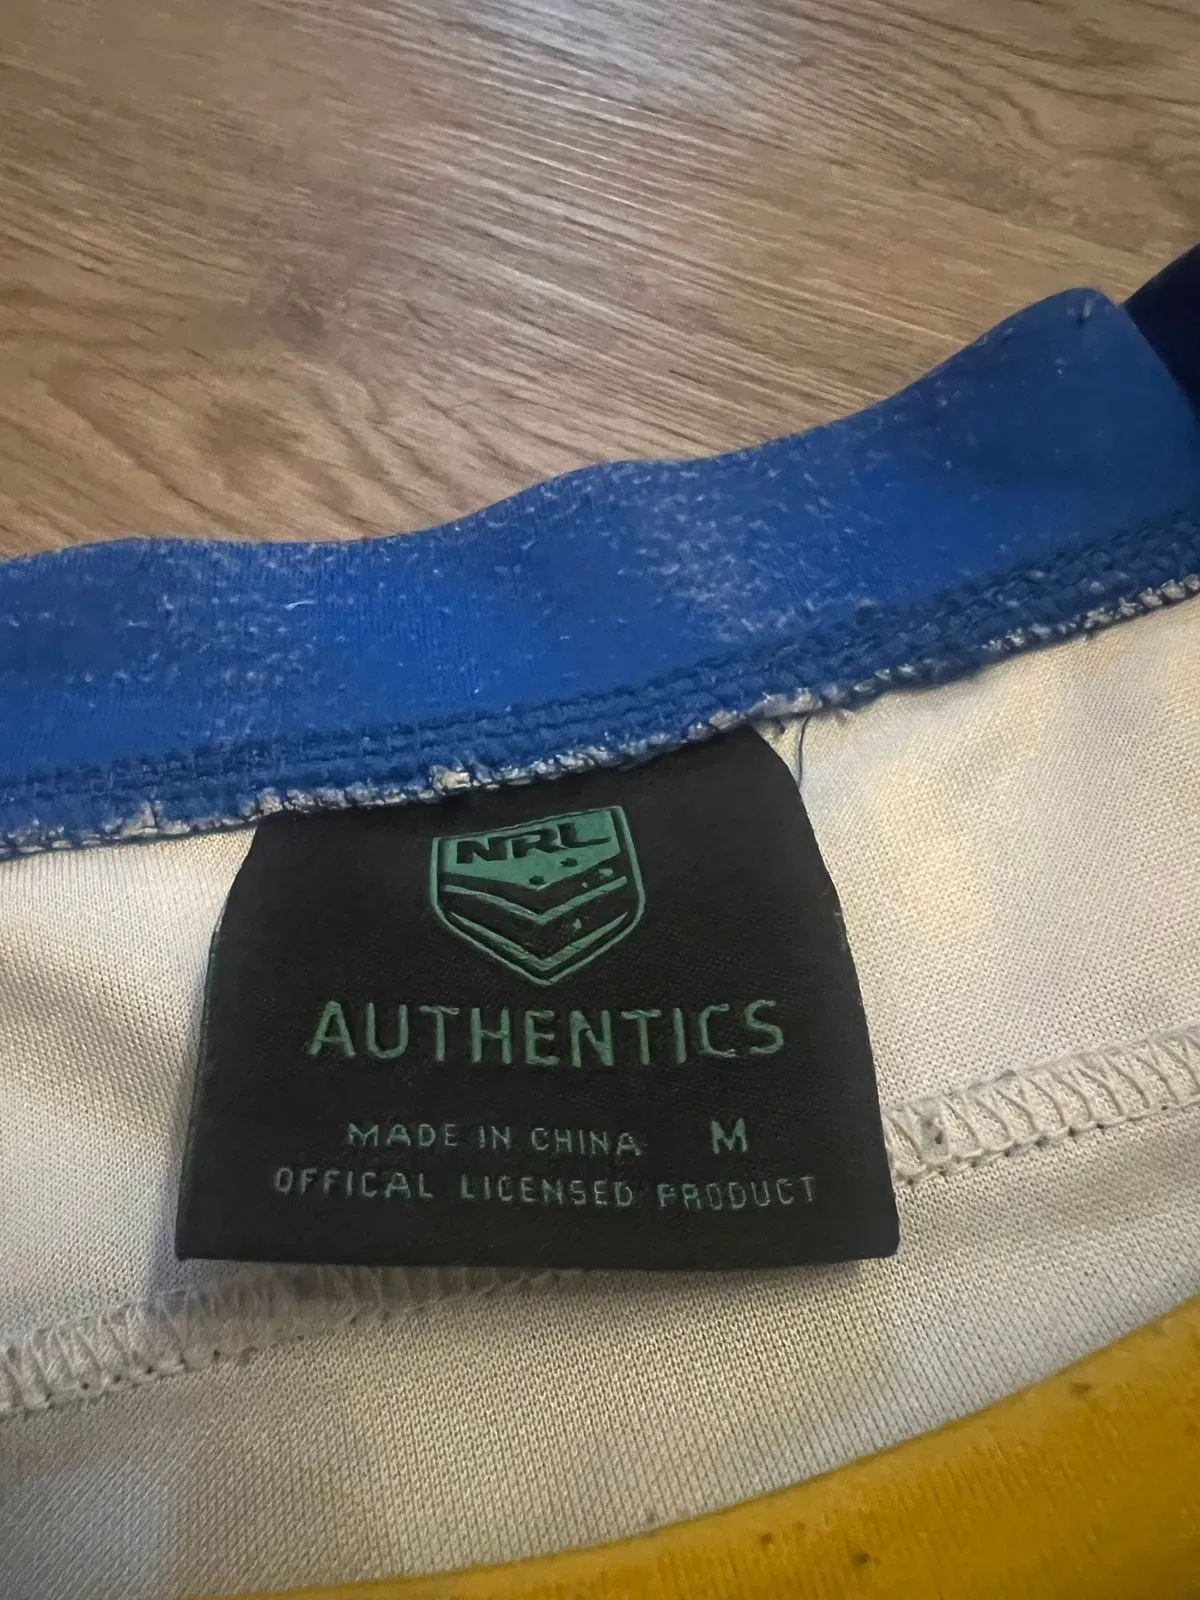 NRL
AUTHENTICS
MADE IN CHINA M
OFFICAL LICENSED PRODUCT